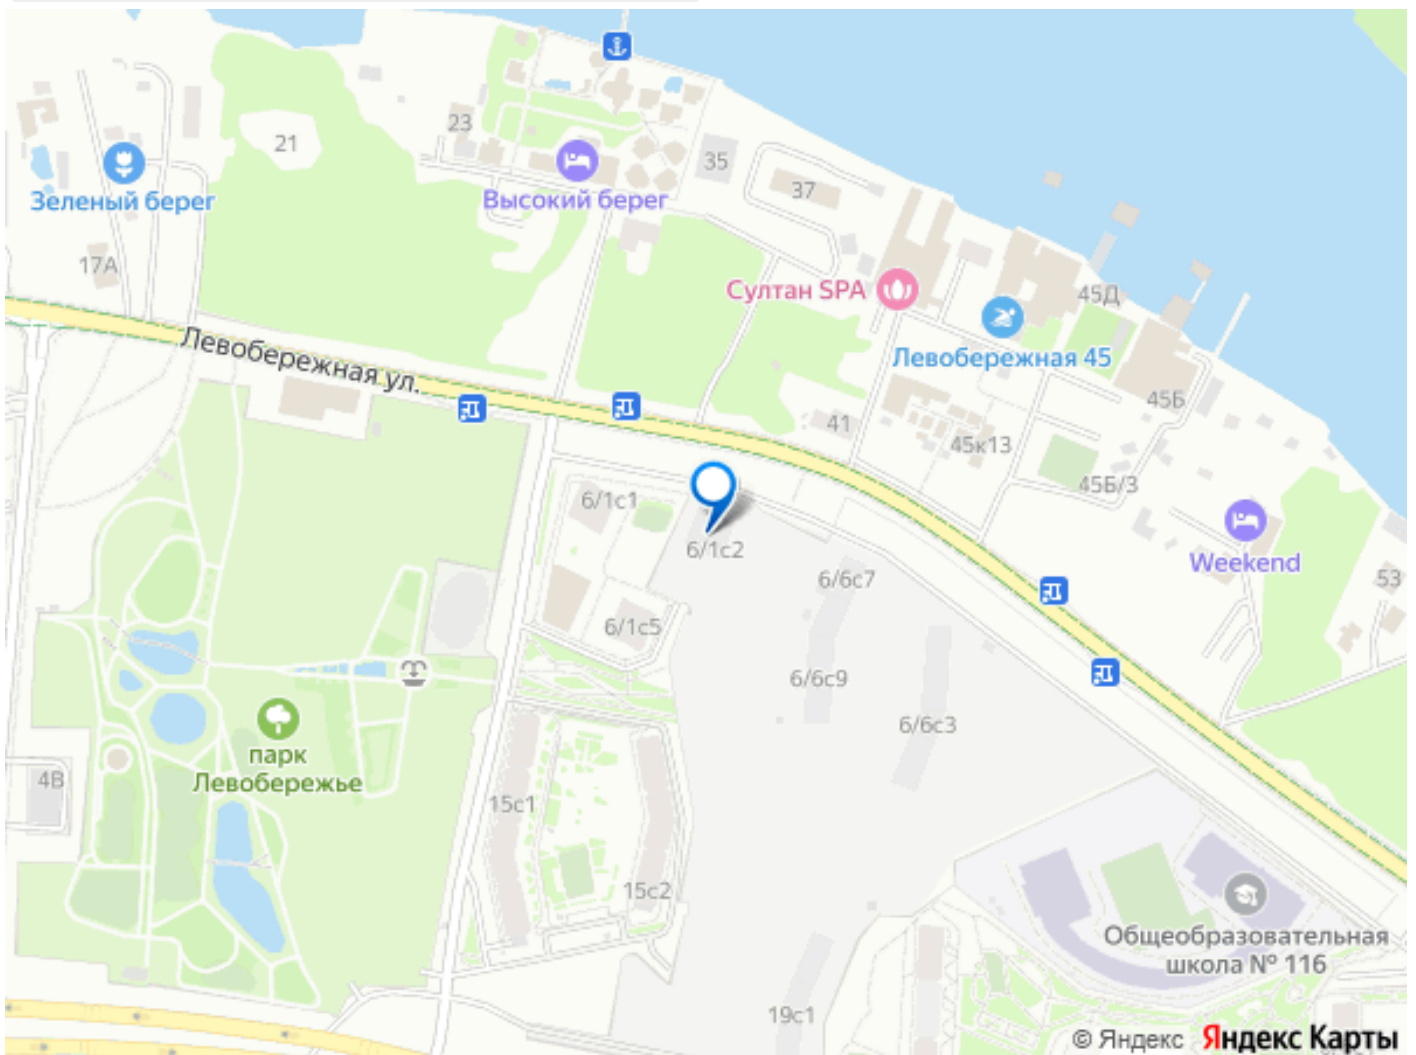 21
23
35
37
Зеленый берег
Высокий берег
17А
Султан SPA
45Д
Левобережная ул.
Левобережная 45
45Б
41
45к13
45Б/3
6/1с1
6/1с2
Weekend
6/6с7
53
6/1с5
6/6с9
6/6с3
парк
Левобережье
4В
15с1
15с2
Общеобразовательная
школа № 116
19с1
© Яндекс Яндекс Карты